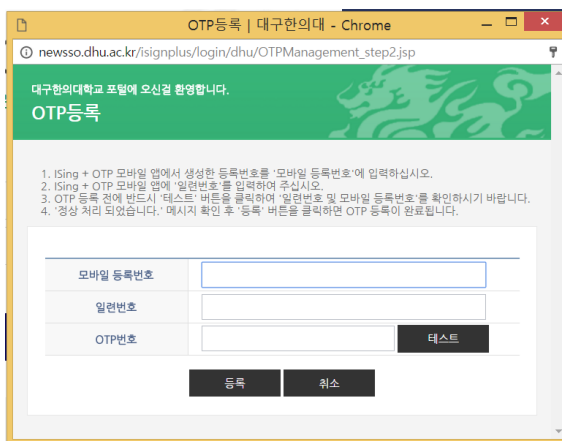 OTP등록 | 대구한의대 - Chrome
newsso.dhu.ac.kr/isignplus/login/dhu/OTPManagement_step2.jsp
대구한의대학교 포털에 오신걸 환영합니다.
OTP등록
1. ISing + OTP 모바일 앱에서 생성한 등록번호를 '모바일 등록번호'에 입력하십시오.
2. ISing + OTP 모바일 앱에 '일련번호'를 입력하여 주십시오.
3. OTP 등록 전에 반드시 '테스트' 버튼을 클릭하여 '일련번호 및 모바일 등록번호'를 확인하시기 바랍니다.
4. '정상 처리 되었습니다.' 메시지 확인 후 '등록' 버튼을 클릭하면 OTP 등록이 완료됩니다.
모바일 등록번호
일련번호
OTP번호 테스트
등록 취소